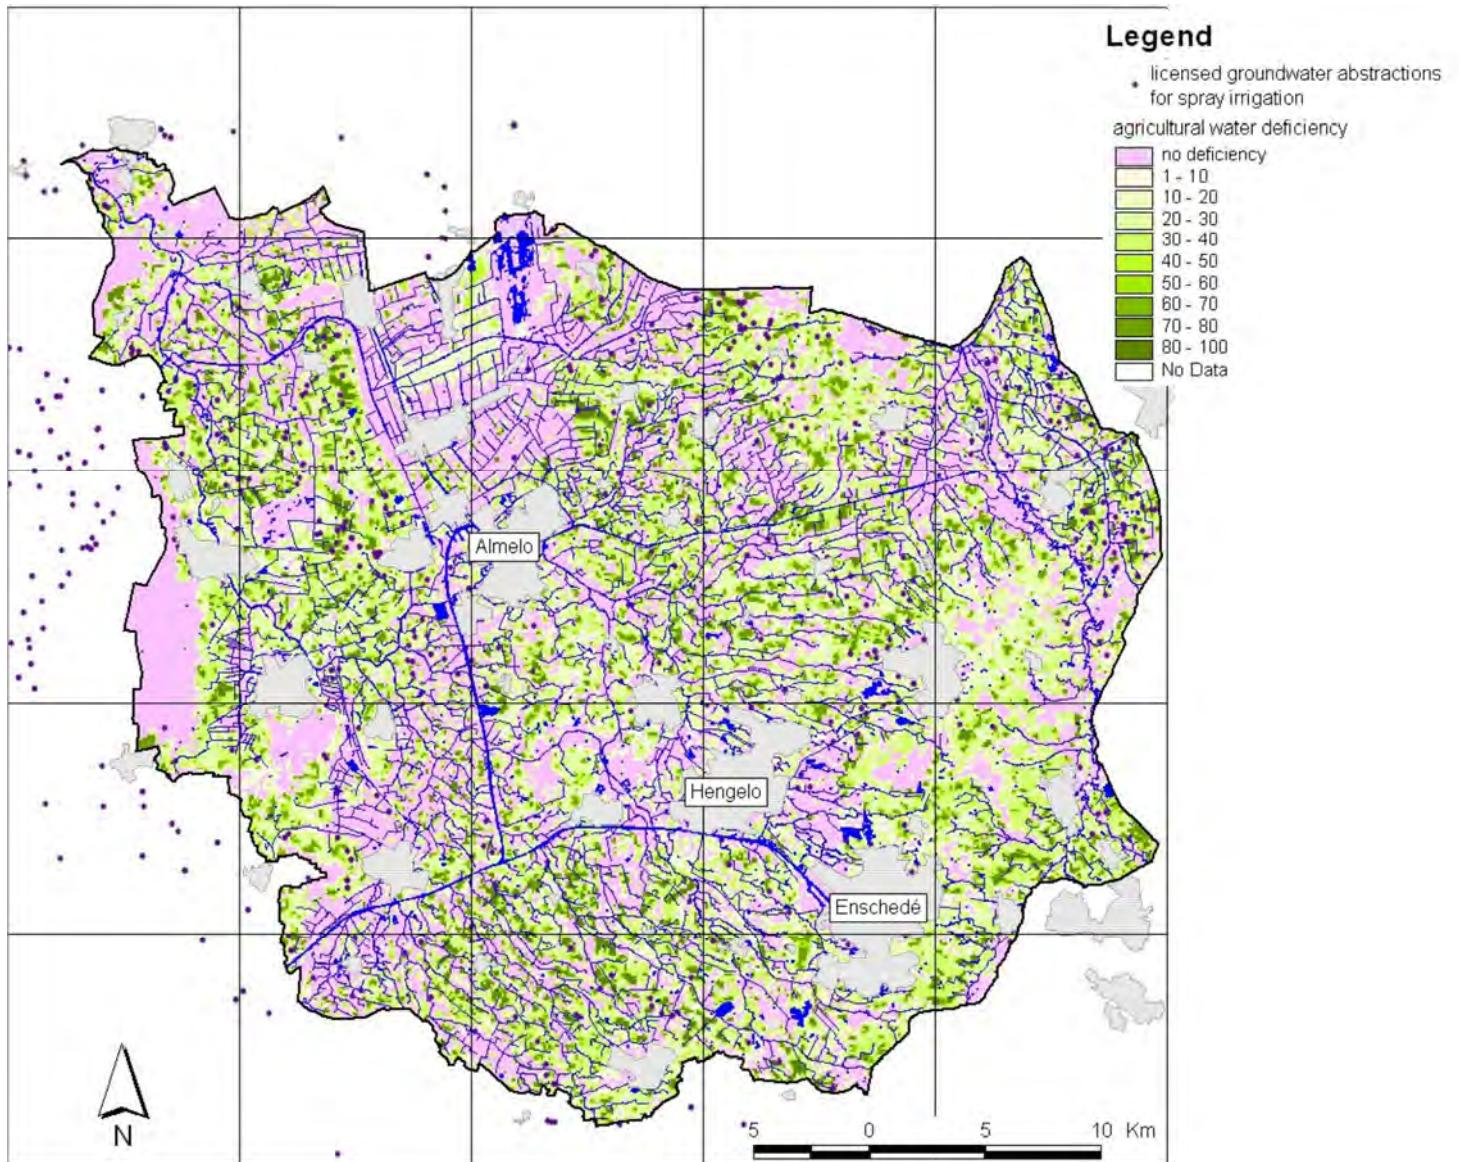 Legend
licensed groundwater abstractions
for spray irrigation
agricultural water deficiency
no deficiency
1 - 10
10 - 20
20 - 30
30 - 40
40 - 50
50 - 60
60 - 70
70 - 80
80 - 100
No Data
Almelo
Hengelo
Enschedé
N
5 0 5 10 Km